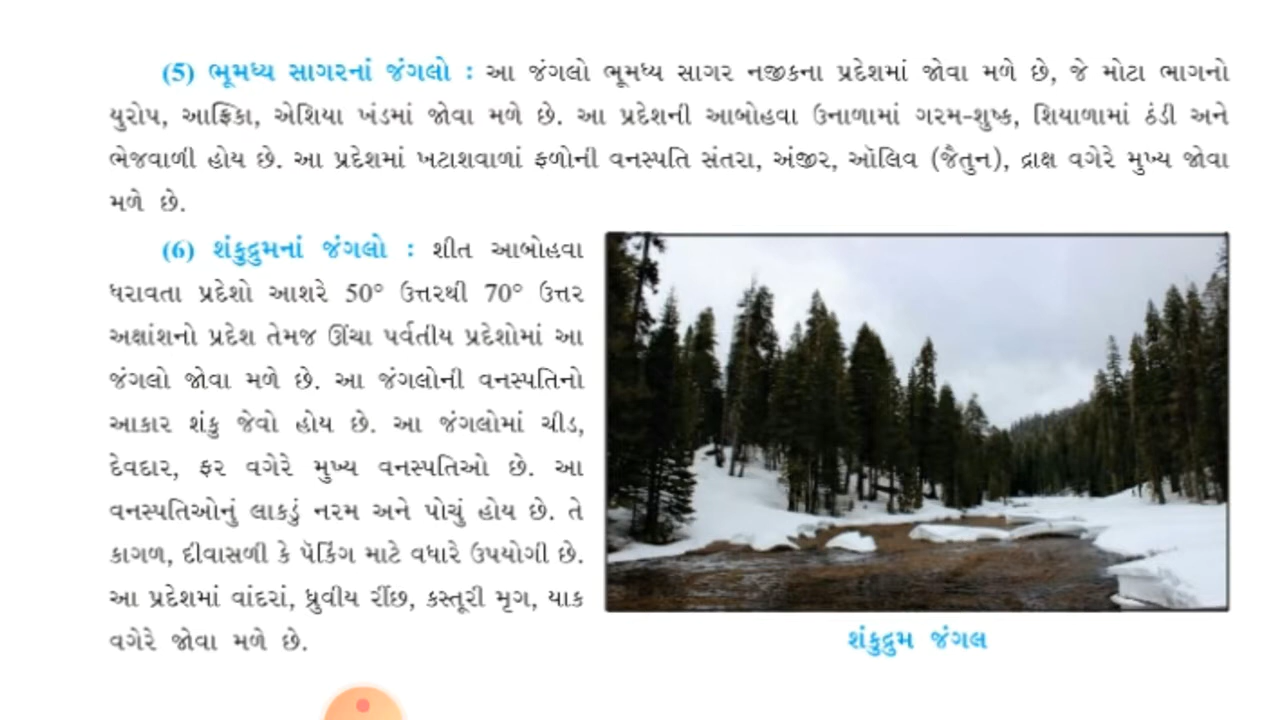 (5) ભૂમધ્ય સાગરનાં જંગલો : આ જંગલો ભૂમધ્ય સાગર નજીકના પ્રદેશમાં જોવા મળે છે, જે મોટા ભાગનો
યુરોપ, આફ્રિકા, એશિયા ખંડમાં જોવા મળે છે. આ પ્રદેશની આબોહવા ઉનાળામાં ગરમ-શુષ્ક, શિયાળામાં ઠંડી અને
ભેજવાળી હોય છે. આ પ્રદેશમાં ખટાશવાળાં ફળોની વનસ્પતિ સંતરા, અંજીર, ઑલિવ (જૈતુન), દ્રાક્ષ વગેરે મુખ્ય જોવા
મળે છે.
(6) શંકુદ્રુમનાં જંગલો : શીત આબોહવા
ધરાવતા પ્રદેશો આશરે 50° ઉત્તરથી 70° ઉત્તર
અક્ષાંશનો પ્રદેશ તેમજ ઊંચા પર્વતીય પ્રદેશોમાં આ
જંગલો જોવા મળે છે. આ જંગલોની વનસ્પતિનો
આકાર શંકુ જેવો હોય છે. આ જંગલોમાં ચીડ,
દેવદાર, ફર વગેરે મુખ્ય વનસ્પતિઓ છે. આ
વનસ્પતિઓનું લાકડું નરમ અને પોચું હોય છે. તે
કાગળ, દીવાસળી કે પૅકિંગ માટે વધારે ઉપયોગી છે.
આ પ્રદેશમાં વાંદરાં, ધ્રુવીય રીંછ, કસ્તૂરી મૃગ, યાક
વગેરે જોવા મળે છે.
શંકુદ્રુમ જંગલ